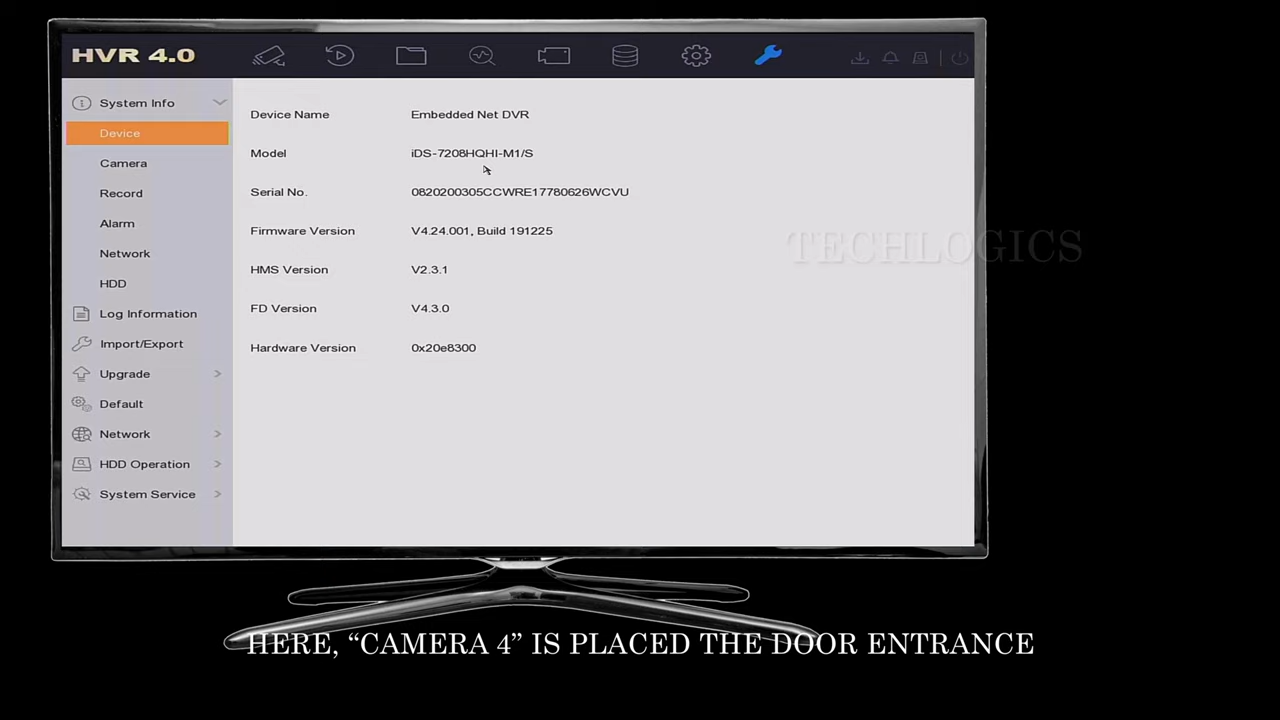 HVR 4.0
System Info
Device
Camera
Record
Alarm
Network
HDD
Log Information
Import/Export
Upgrade
Default
Network
HDD Operation
System Service
Device Name Embedded Net DVR
Model iDS-7208HQHI-M1/S
Serial No. 0820200305CCWRE17780626WCVU
Firmware Version V4.24.001, Build 191225
HMS Version V2.3.1
FD Version V4.3.0
Hardware Version 0x20e8300
TECHLOGICS
HERE, “CAMERA 4” IS PLACED THE DOOR ENTRANCE